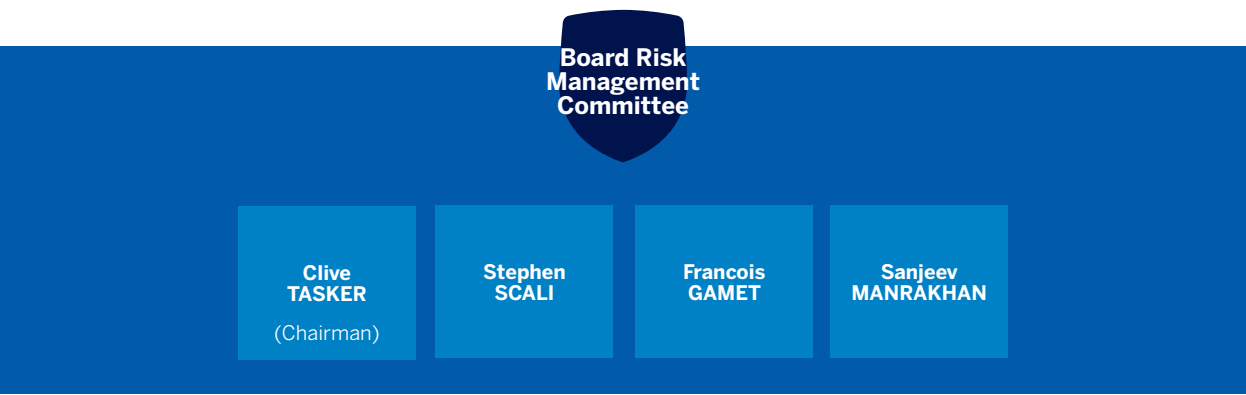 Board Risk
Management
Committee
Clive
TASKER
(Chairman)
Stephen
SCALI
Francois
GAMET
Sanjeev
MANRAKHAN